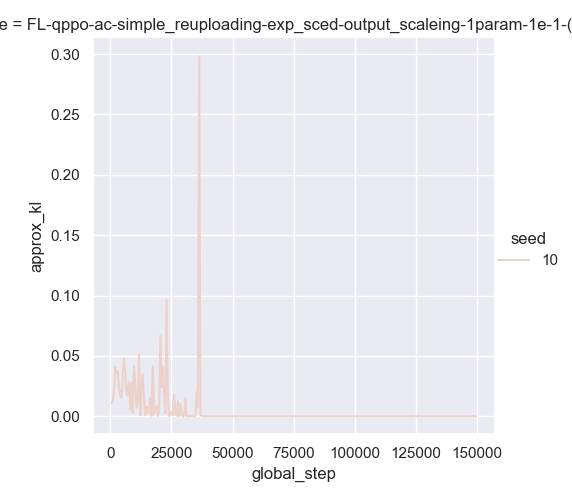 e = FL-qppo-ac-simple_reuploading-exp_sced-output_scaleing-1param-1e-1-(
0.30
0.25
0.20
0.15
0.10
0.05
0.00
approx_kl
0 25000 50000 75000 100000 125000 150000
global_step
seed
10